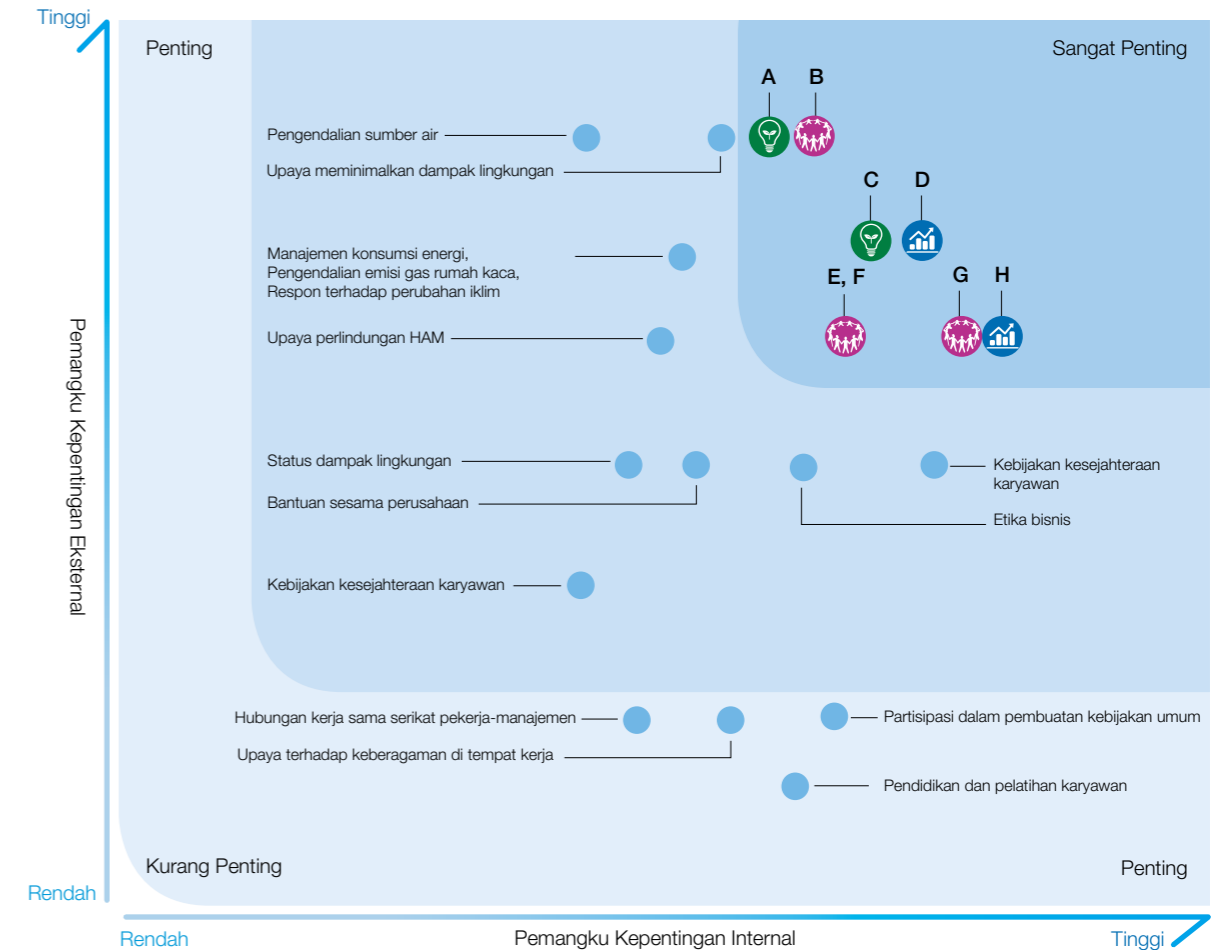 Tinggi
Penting
Sangat Penting
A
B
Pengendalian sumber air
Upaya meminimalkan dampak lingkungan
C
D
Manajemen konsumsi energi,
Pengendalian emisi gas rumah kaca,
Respon terhadap perubahan iklim
E, F
G
H
Upaya perlindungan HAM
Pemangku Kepentingan Eksternal
Status dampak lingkungan
Bantuan sesama perusahaan
Kebijakan kesejahteraan
karyawan
Etika bisnis
Kebijakan kesejahteraan karyawan
Hubungan kerja sama serikat pekerja-manajemen
Upaya terhadap keberagaman di tempat kerja
Partisipasi dalam pembuatan kebijakan umum
Pendidikan dan pelatihan karyawan
Kurang Penting
Penting
Rendah
Rendah
Pemangku Kepentingan Internal
Tinggi